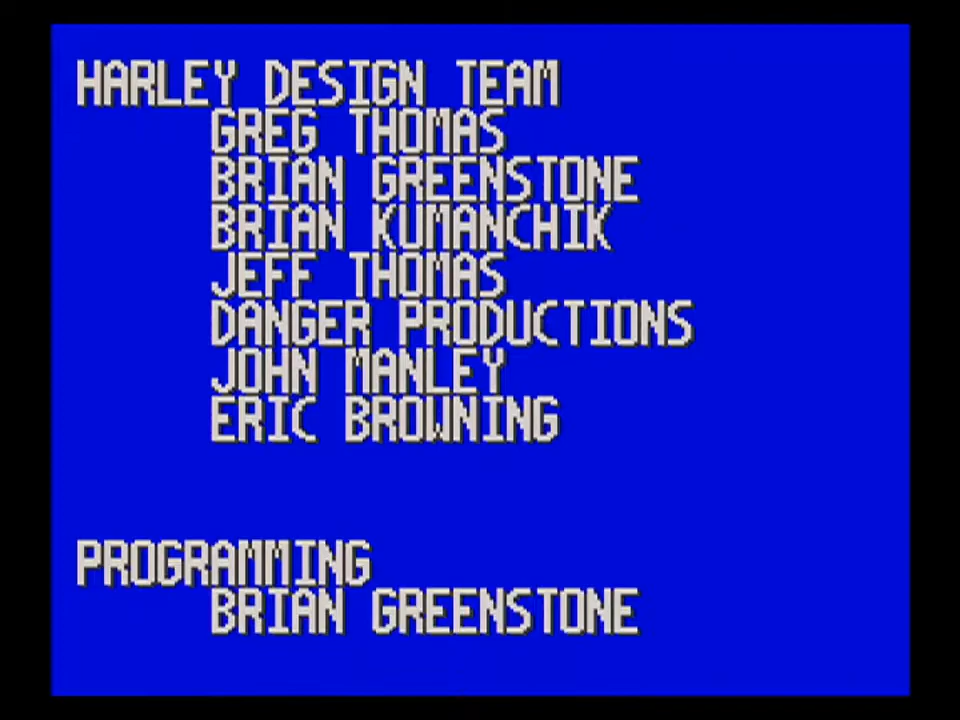 HARLEY DESIGN TEAM
GREG THOMAS
BRIAN GREENSTONE
BRIAN KUMANCHIK
JEFF THOMAS
DANGER PRODUCTIONS
JOHN MANLEY
ERIC BROWNING
PROGRAMMING
BRIAN GREENSTONE